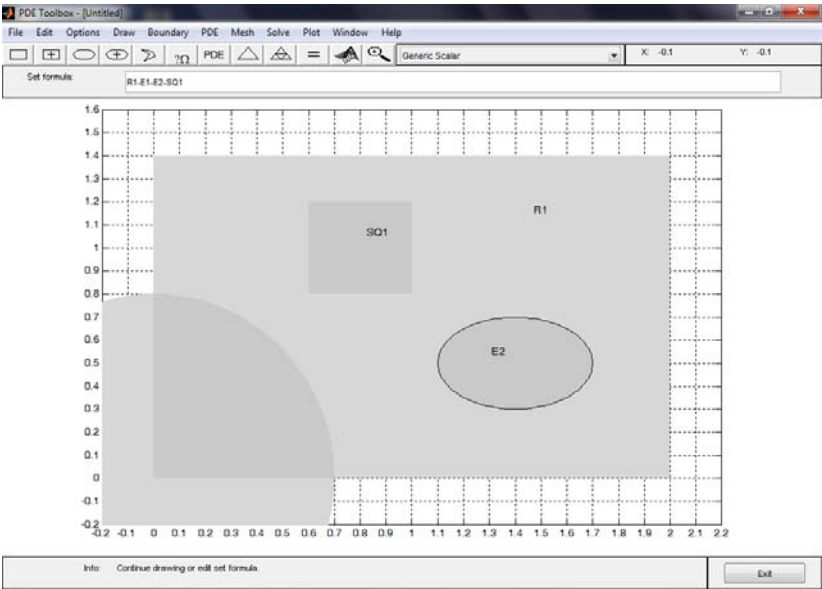 PDE Toolbox - [Untitled]
File Edit Options Draw Boundary PDE Mesh Solve Plot Window Help
?Ω PDE = Generic Scalar X: -0.1 Y: -0.1
Set formula: R1-E1-E2-SQ1
1.6
1.5
1.4
1.3
1.2
R1
1.1
SQ1
1
0.9
0.8
0.7
0.6
E2
0.5
0.4
0.3
0.2
0.1
0
-0.1
-0.2
-0.2 -0.1 0 0.1 0.2 0.3 0.4 0.5 0.6 0.7 0.8 0.9 1 1.1 1.2 1.3 1.4 1.5 1.6 1.7 1.8 1.9 2 2.1 2.2
Info: Continue drawing or edit set formula. Exit